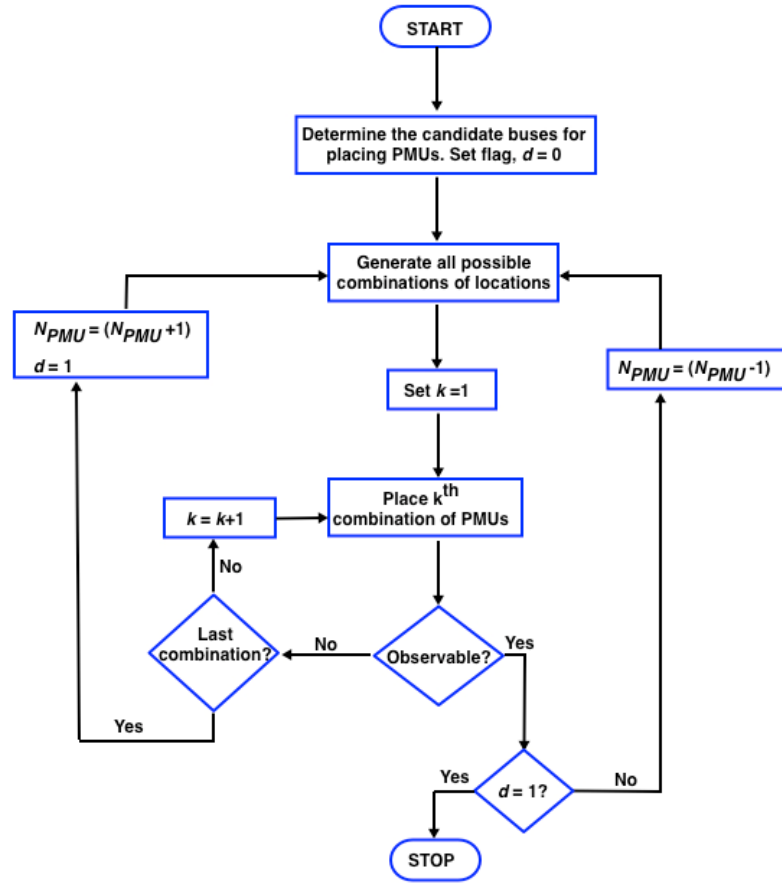 START
Determine the candidate buses for
placing PMUs. Set flag, d = 0
Generate all possible
combinations of locations
N_PMU = (N_PMU +1)
d = 1
N_PMU = (N_PMU -1)
Set k =1
Place k^th
combination of PMUs
k = k+1
No
Last
combination?
No
Observable?
Yes
Yes
Yes
d = 1?
No
STOP